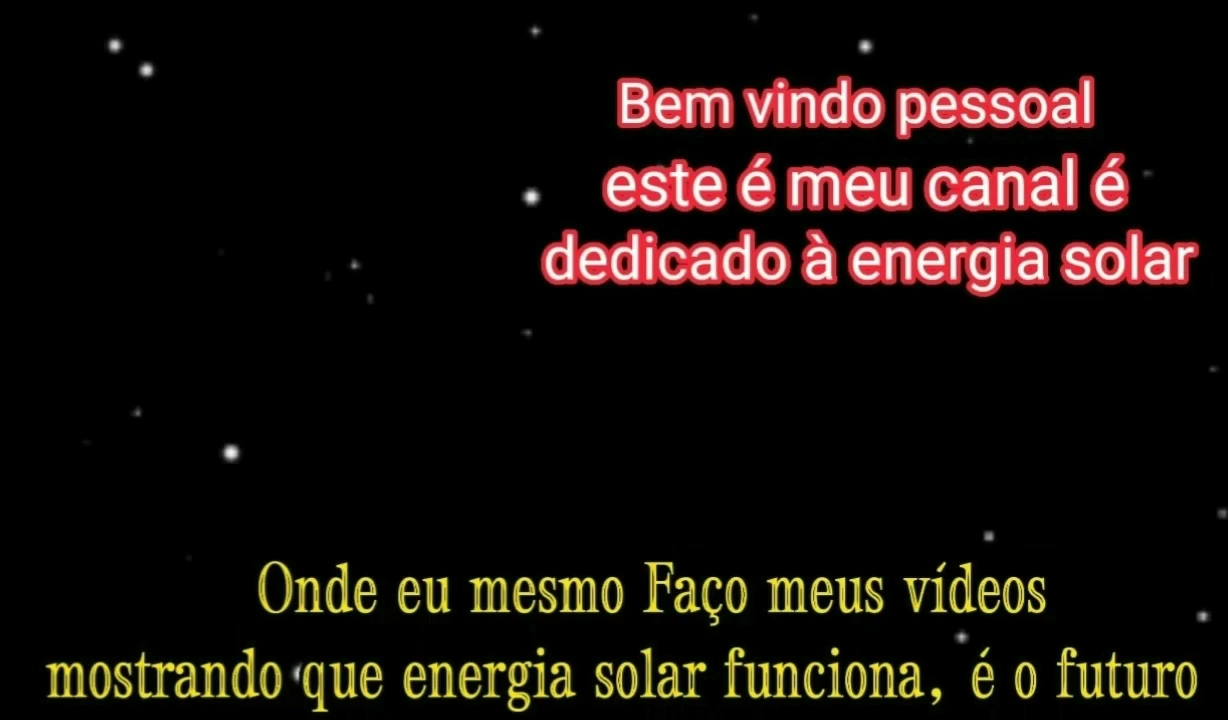 Bem vindo pessoal
este é meu canal é
dedicado à energia solar
Onde eu mesmo Faço meus vídeos
mostrando que energia solar funciona, é o futuro